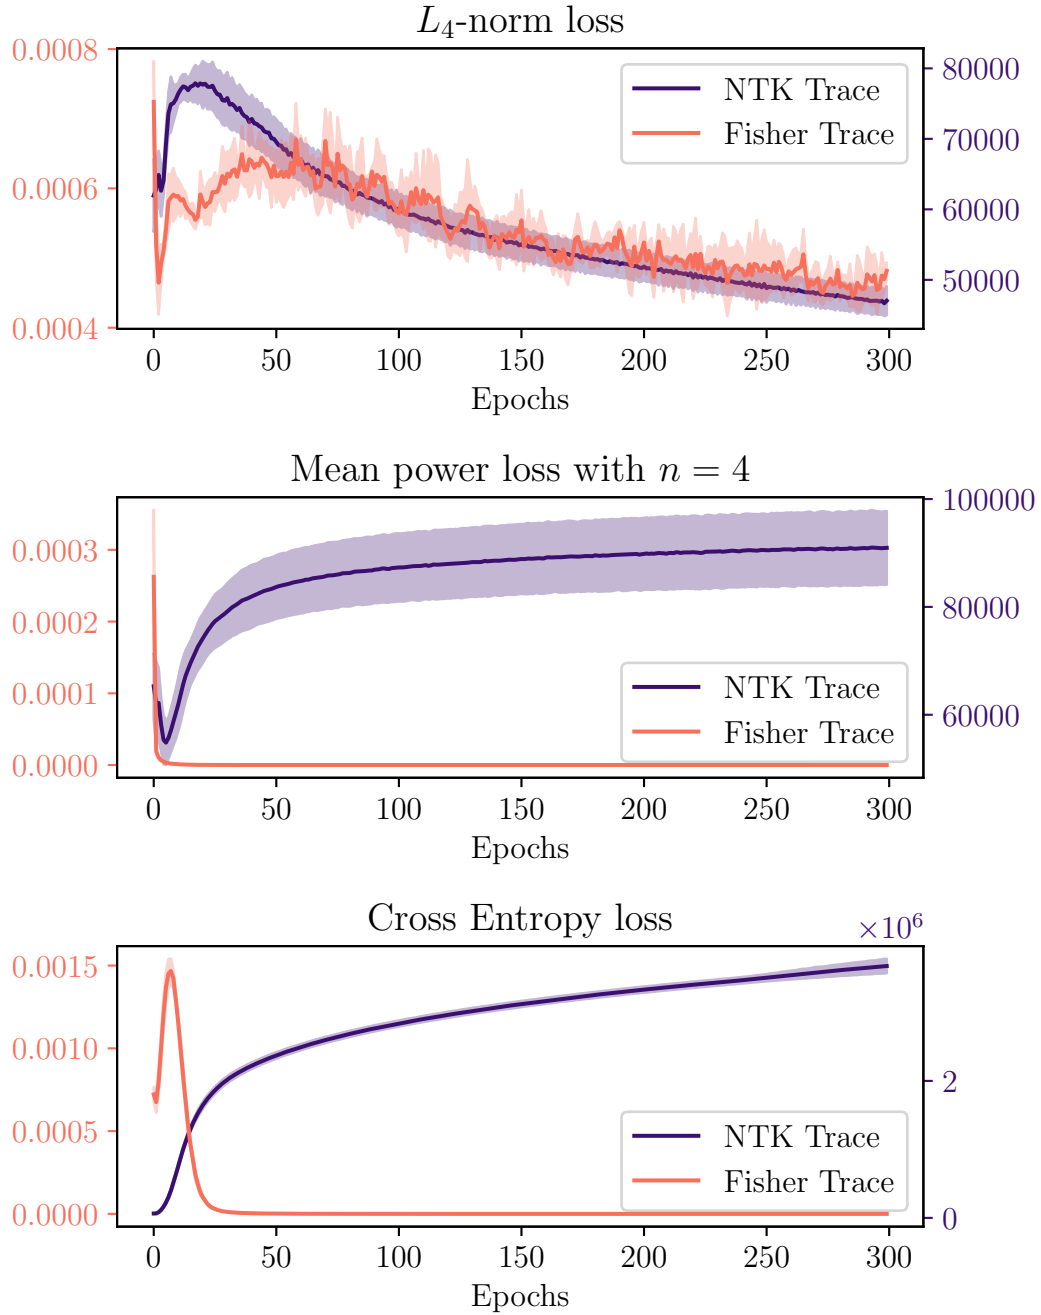 L₄-norm loss
0.0008
0.0006
0.0004
80000
70000
60000
50000
NTK Trace
Fisher Trace
0 50 100 150 200 250 300
Epochs
Mean power loss with n = 4
0.0003
0.0002
0.0001
0.0000
100000
80000
60000
NTK Trace
Fisher Trace
0 50 100 150 200 250 300
Epochs
Cross Entropy loss
×10⁶
0.0015
0.0010
0.0005
0.0000
2
0
NTK Trace
Fisher Trace
0 50 100 150 200 250 300
Epochs